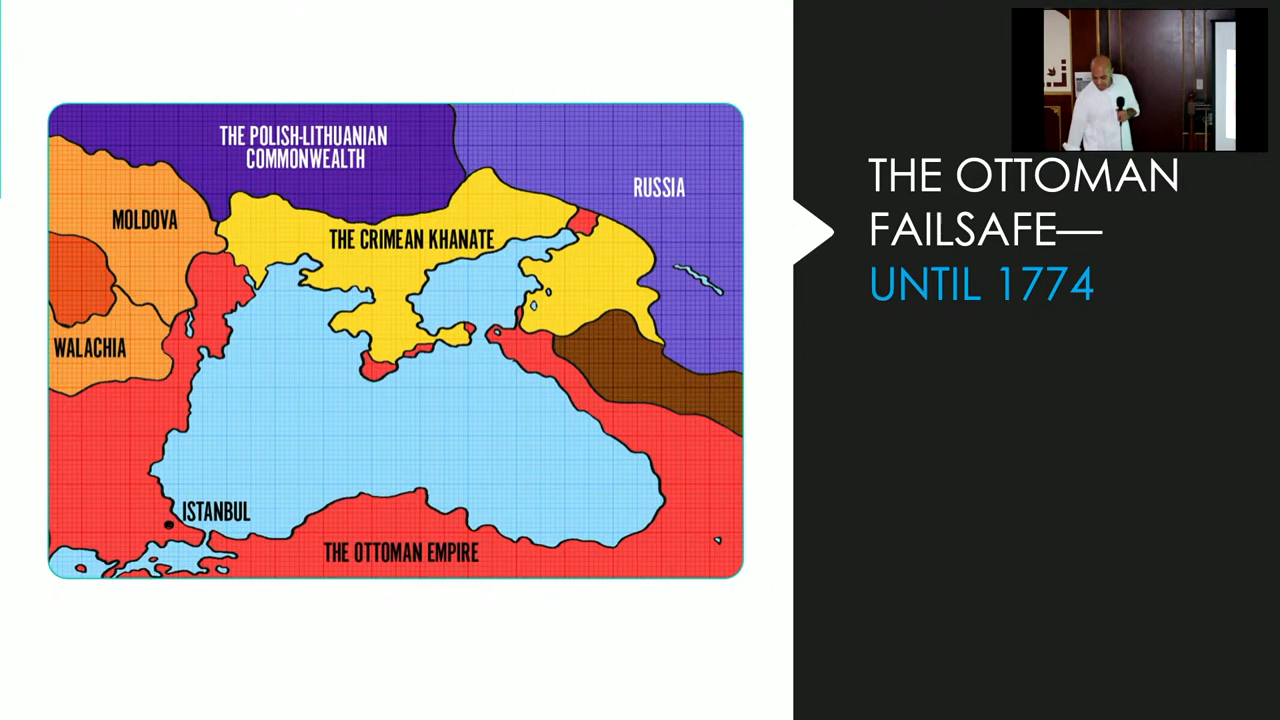 THE POLISH-LITHUANIAN
COMMONWEALTH
RUSSIA
MOLDOVA
THE CRIMEAN KHANATE
WALACHIA
ISTANBUL
THE OTTOMAN EMPIRE
THE OTTOMAN
FAILSAFE—
UNTIL 1774